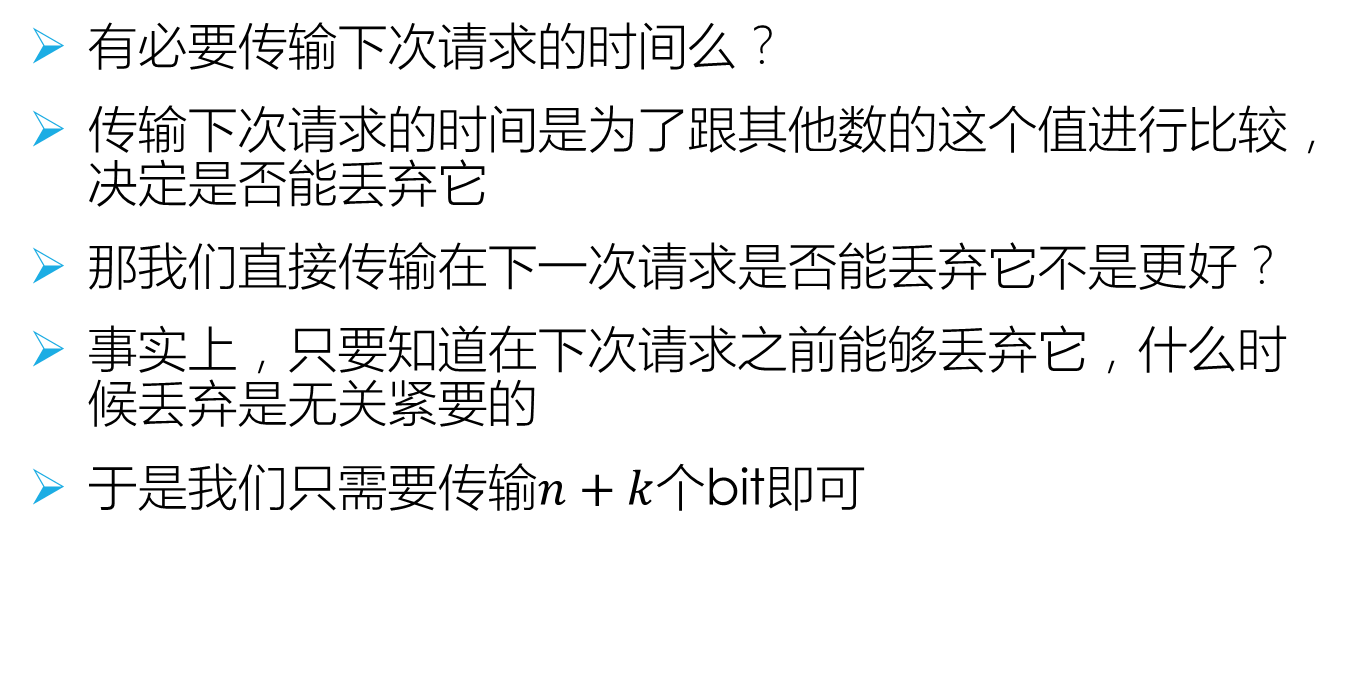 有必要传输下次请求的时间么？
传输下次请求的时间是为了跟其他数的这个值进行比较，
决定是否能丢弃它
那我们直接传输在下一次请求是否能丢弃它不是更好？
事实上，只要知道在下次请求之前能够丢弃它，什么时
候丢弃是无关紧要的
于是我们只需要传输n + k个bit即可